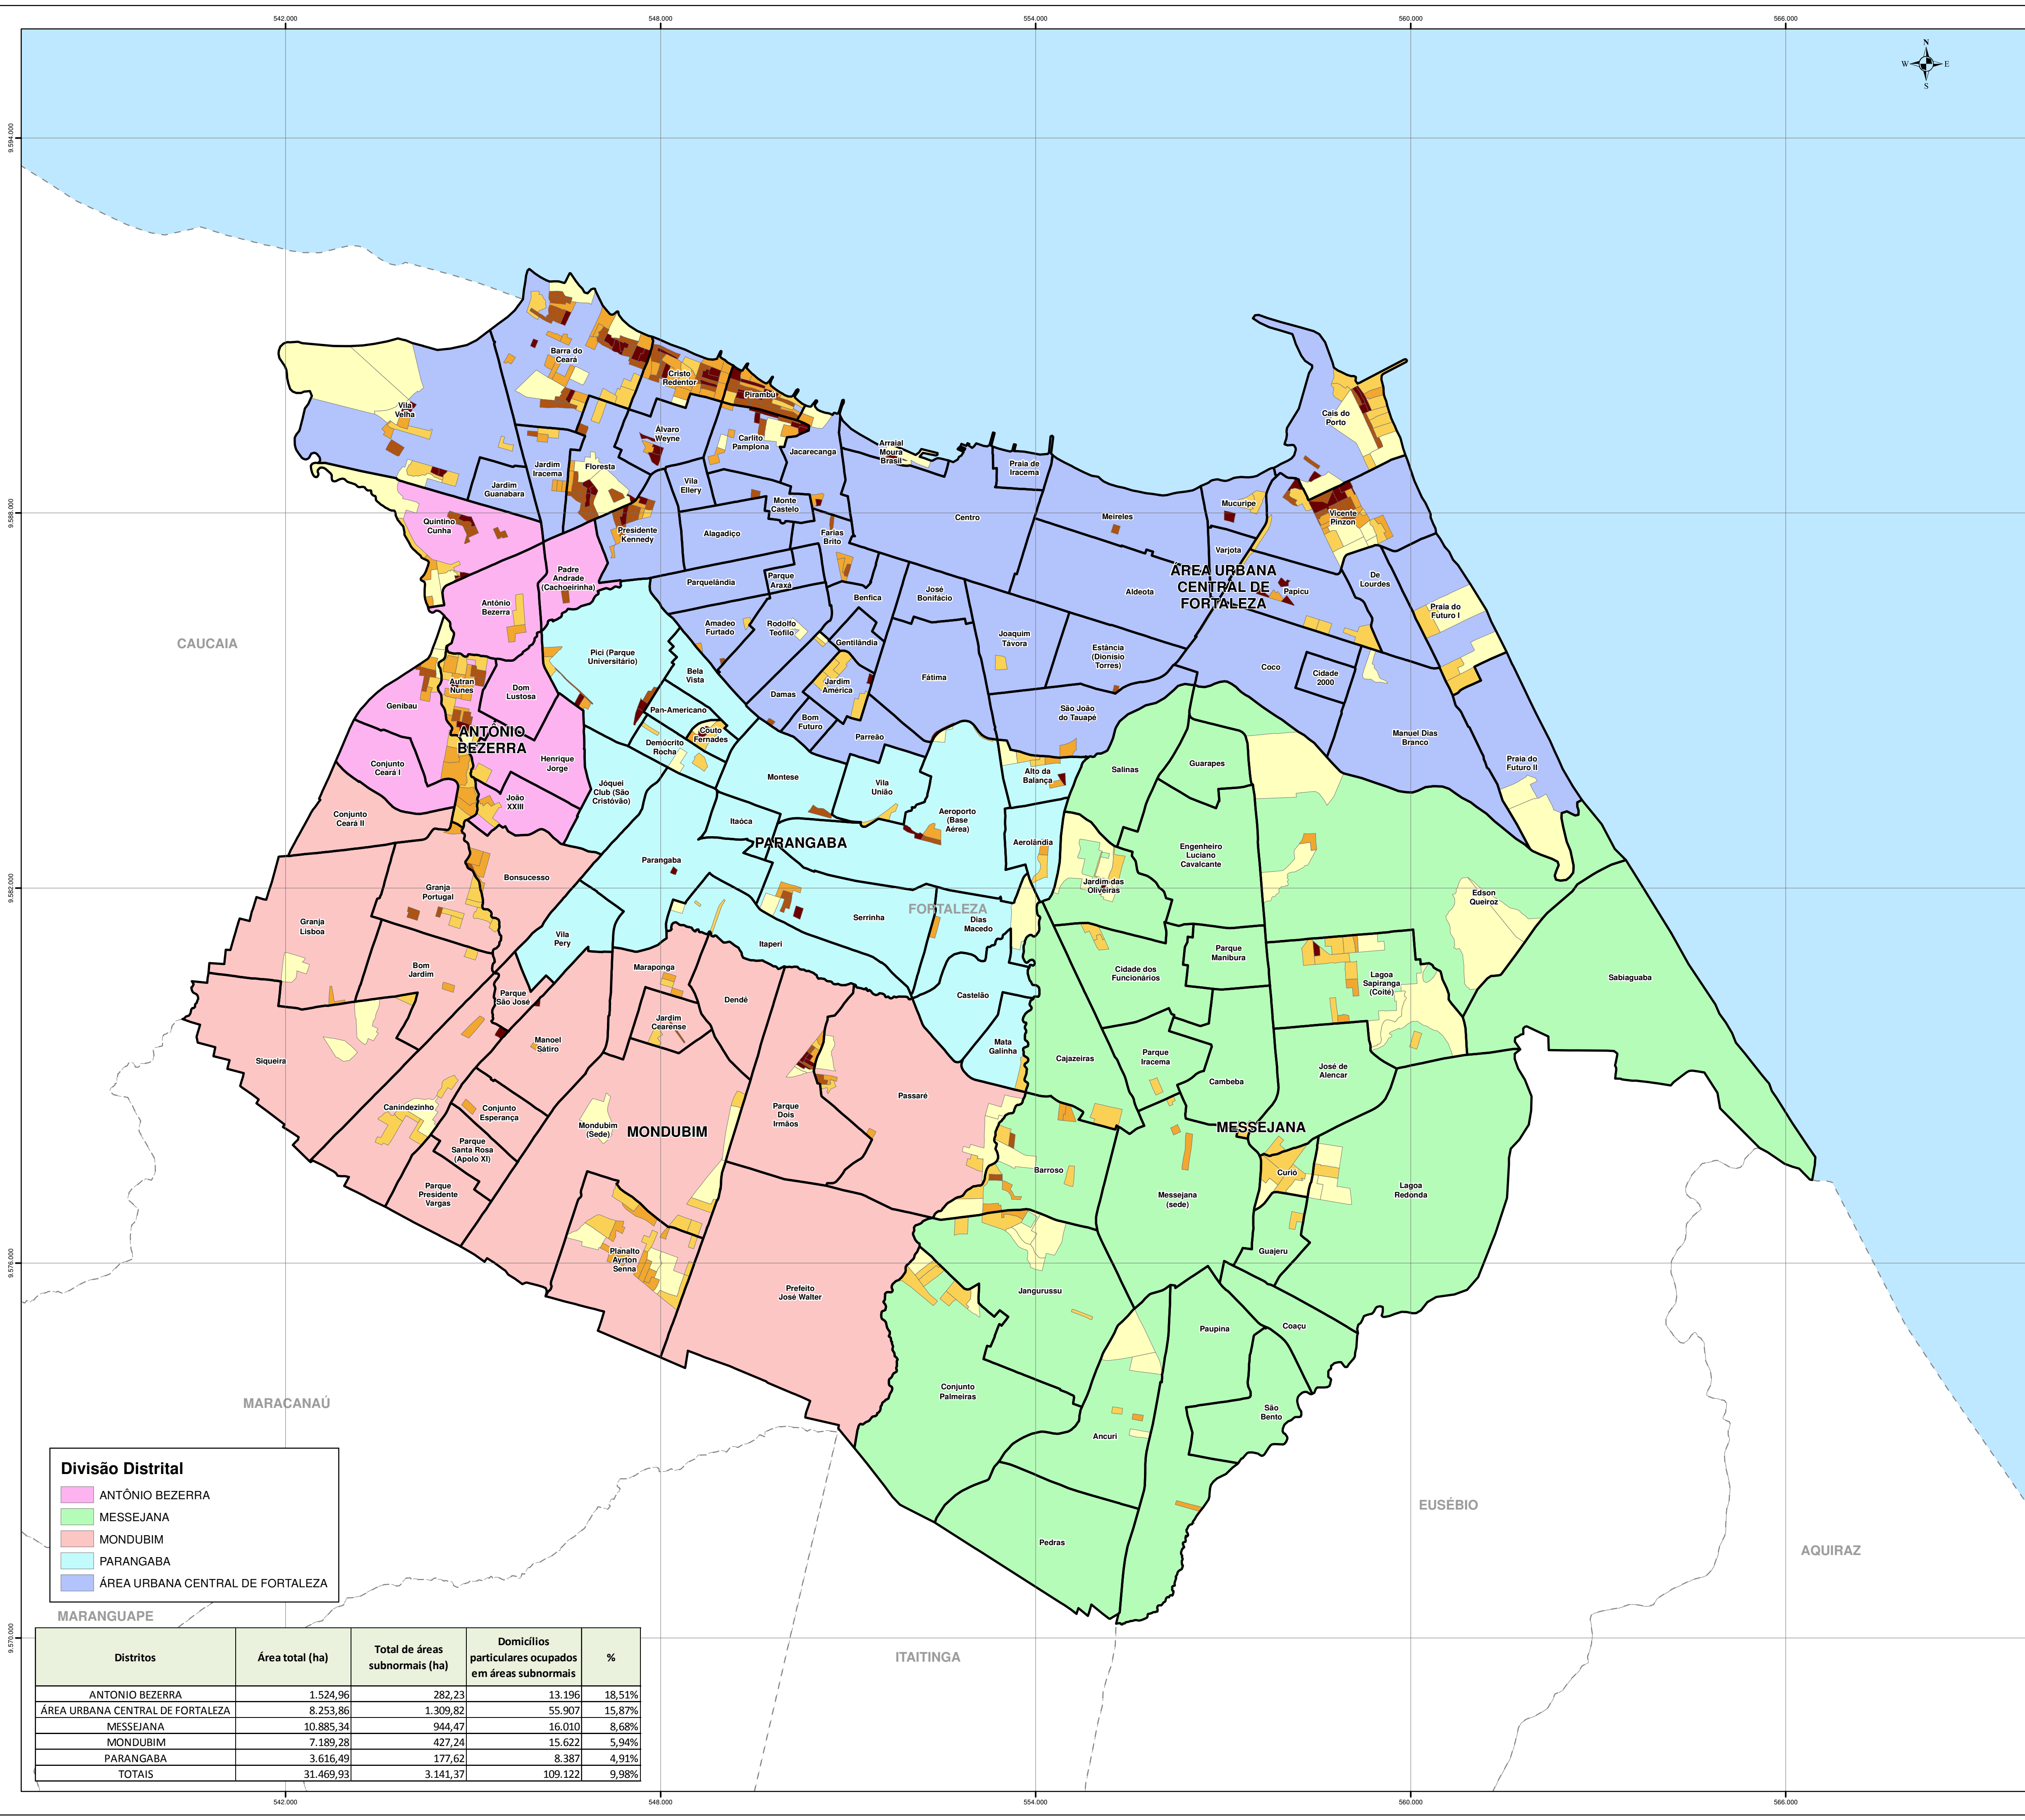 542.000
548.000
554.000
560.000
566.000
N
W
E
S
9.594.000
9.588.000
9.582.000
9.576.000
9.570.000
Barra do
Ceará
Cristo
Redentor
Pirambu
Vila
Velha
Álvaro
Weyne
Carlito
Pamplona
Jacarecanga
Arraial
Moura
Brasil
Praia de
Iracema
Cais do
Porto
Jardim
Guanabara
Jardim
Iracema
Floresta
Vila
Ellery
Monte
Castelo
Centro
Meireles
Mucuripe
Vicente
Pinzon
Quintino
Cunha
Presidente
Kennedy
Alagadiço
Farias
Brito
Varjota
Padre
Andrade
(Cachoeirinha)
Parquelândia
Parque
Araxá
Benfica
José
Bonifácio
Aldeota
ÁREA URBANA
CENTRAL DE
FORTALEZA
Papicu
De
Lourdes
Praia do
Futuro I
Antônio
Bezerra
Amadeo
Furtado
Rodolfo
Teófilo
Gentilândia
Joaquim
Távora
Estância
(Dionísio
Torres)
CAUCAIA
Pici (Parque
Universitário)
Bela
Vista
Fátima
Coco
Cidade
2000
Autran
Nunes
Dom
Lustosa
Genibau
Damas
Jardim
América
Pan-Americano
Bom
Futuro
São João
do Tauapé
ANTÔNIO
BEZERRA
Couto
Fernades
Demócrito
Rocha
Parreão
Manuel Dias
Branco
Conjunto
Ceará I
Henrique
Jorge
Jóquei
Club (São
Cristóvão)
Montese
Vila
União
Alto da
Balança
Salinas
Guarapes
Praia do
Futuro II
João
XXIII
Conjunto
Ceará II
Itaóca
Aeroporto
(Base
Aérea)
PARANGABA
Aerolândia
Engenheiro
Luciano
Cavalcante
Parangaba
Bonsucesso
Granja
Portugal
Jardim das
Oliveiras
Edson
Queiroz
Granja
Lisboa
FORTALEZA
Serrinha
Dias
Macedo
Vila
Pery
Itaperi
Parque
Manibura
Bom
Jardim
Maraponga
Cidade dos
Funcionários
Lagoa
Sapiranga
(Coité)
Sabiaguaba
Parque
São José
Dendê
Castelão
Jardim
Cearense
Manoel
Sátiro
Mata
Galinha
Siqueira
Cajazeiras
Parque
Iracema
José de
Alencar
Cambeba
Passaré
Canindezinho
Conjunto
Esperança
Parque
Dois
Irmãos
Mondubim
(Sede)
MONDUBIM
MESSEJANA
Parque
Santa Rosa
(Apolo XI)
Barroso
Curió
Parque
Presidente
Vargas
Messejana
(sede)
Lagoa
Redonda
Planalto
Ayrton
Senna
Guajeru
Prefeito
José Walter
Jangurussu
Paupina
Coaçu
Conjunto
Palmeiras
São
Bento
Ancuri
MARACANAÚ
Pedras
EUSÉBIO
AQUIRAZ
MARANGUAPE
ITAITINGA
Divisão Distrital
ANTÔNIO BEZERRA
MESSEJANA
MONDUBIM
PARANGABA
ÁREA URBANA CENTRAL DE FORTALEZA
Distritos Área total (ha) Total de áreas subnormais (ha) Domicílios particulares ocupados em áreas subnormais %
ANTONIO BEZERRA 1.524,96 282,23 13.196 18,51%
ÁREA URBANA CENTRAL DE FORTALEZA 8.253,86 1.309,82 55.907 15,87%
MESSEJANA 10.885,34 944,47 16.010 8,68%
MONDUBIM 7.189,28 427,24 15.622 5,94%
PARANGABA 3.616,49 177,62 8.387 4,91%
TOTAIS 31.469,93 3.141,37 109.122 9,98%
542.000
548.000
554.000
560.000
566.000